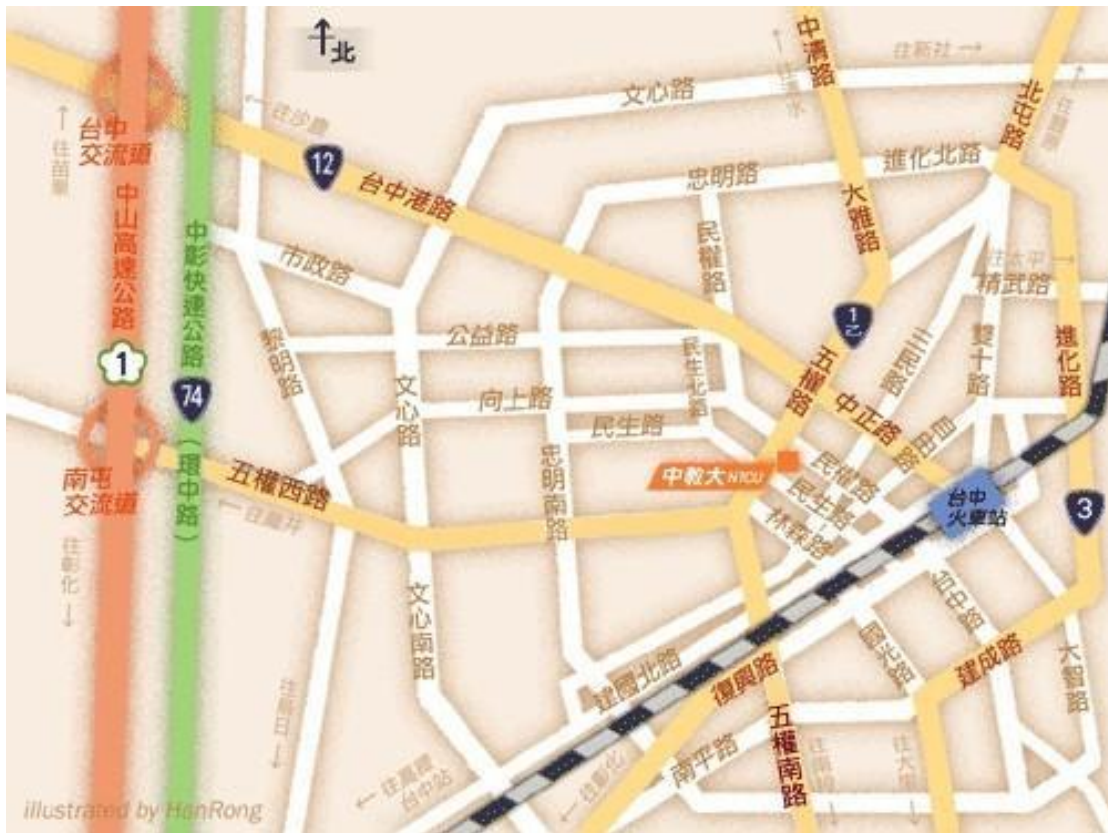 北
中清路
往新社 →
← 往清水
文心路
北屯路
← 往豐原
台中
交流道
← 往沙鹿
12
台中港路
忠明路
進化北路
← 往苗栗
中山高速公路
中彰快速公路
市政路
民權路
大雅路
往太平 →
精武路
1
74
(環中路)
黎明路
公益路
1
乙
三民路
雙十路
進化路
民生北路
五權路
中正路
文心路
向上路
民生路
自由路
忠明南路
中教大 NTCU
民權路
民生路
林森路
台中
火車站
3
南屯
交流道
五權西路
← 往龍井
往彰化 →
文心南路
台中路
國光路
建成路
大智路
建國北路
復興路
五權南路
南平路
往南投 →
往大里 →
← 往高鐵
台中站
← 往彰化
illustrated by HanRong